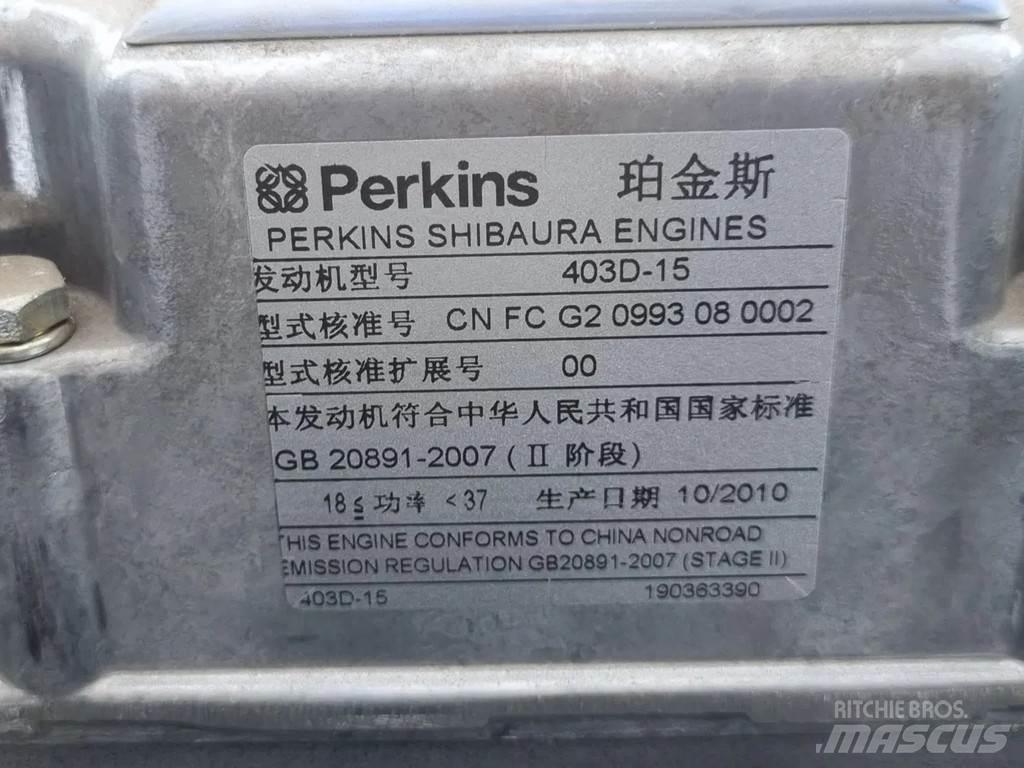 Perkins 珀金斯
PERKINS SHIBAURA ENGINES
发动机型号 403D-15
型式核准号 CN FC G2 0993 08 0002
型式核准扩展号 00
本发动机符合中华人民共和国国家标准
GB 20891-2007 ( II 阶段)
18≤功率 <37 生产日期 10/2010
THIS ENGINE CONFORMS TO CHINA NONROAD
EMISSION REGULATION GB20891-2007 (STAGE II)
403D-15 190363390
RITCHIE BROS.
MASCUS